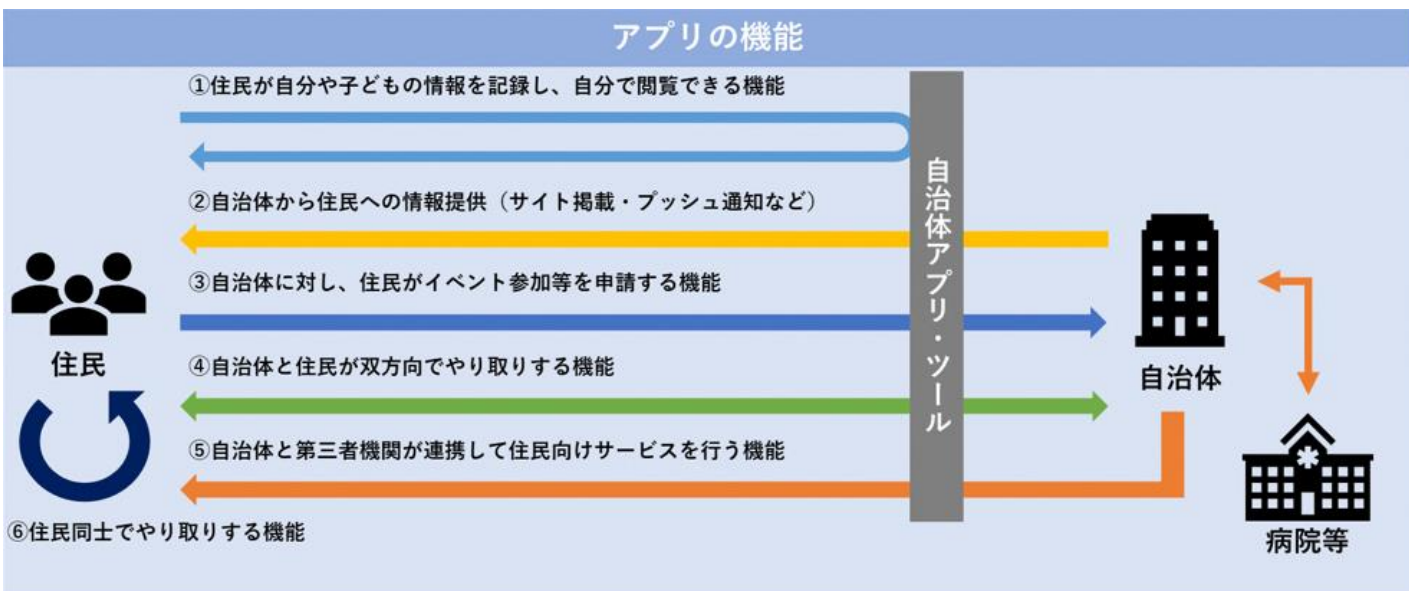 アプリの機能
①住民が自分や子どもの情報を記録し、自分で閲覧できる機能
②自治体から住民への情報提供（サイト掲載・プッシュ通知など）
③自治体に対し、住民がイベント参加等を申請する機能
④自治体と住民が双方向でやり取りする機能
⑤自治体と第三者機関が連携して住民向けサービスを行う機能
⑥住民同士でやり取りする機能
住民
自治体アプリ・ツール
自治体
病院等